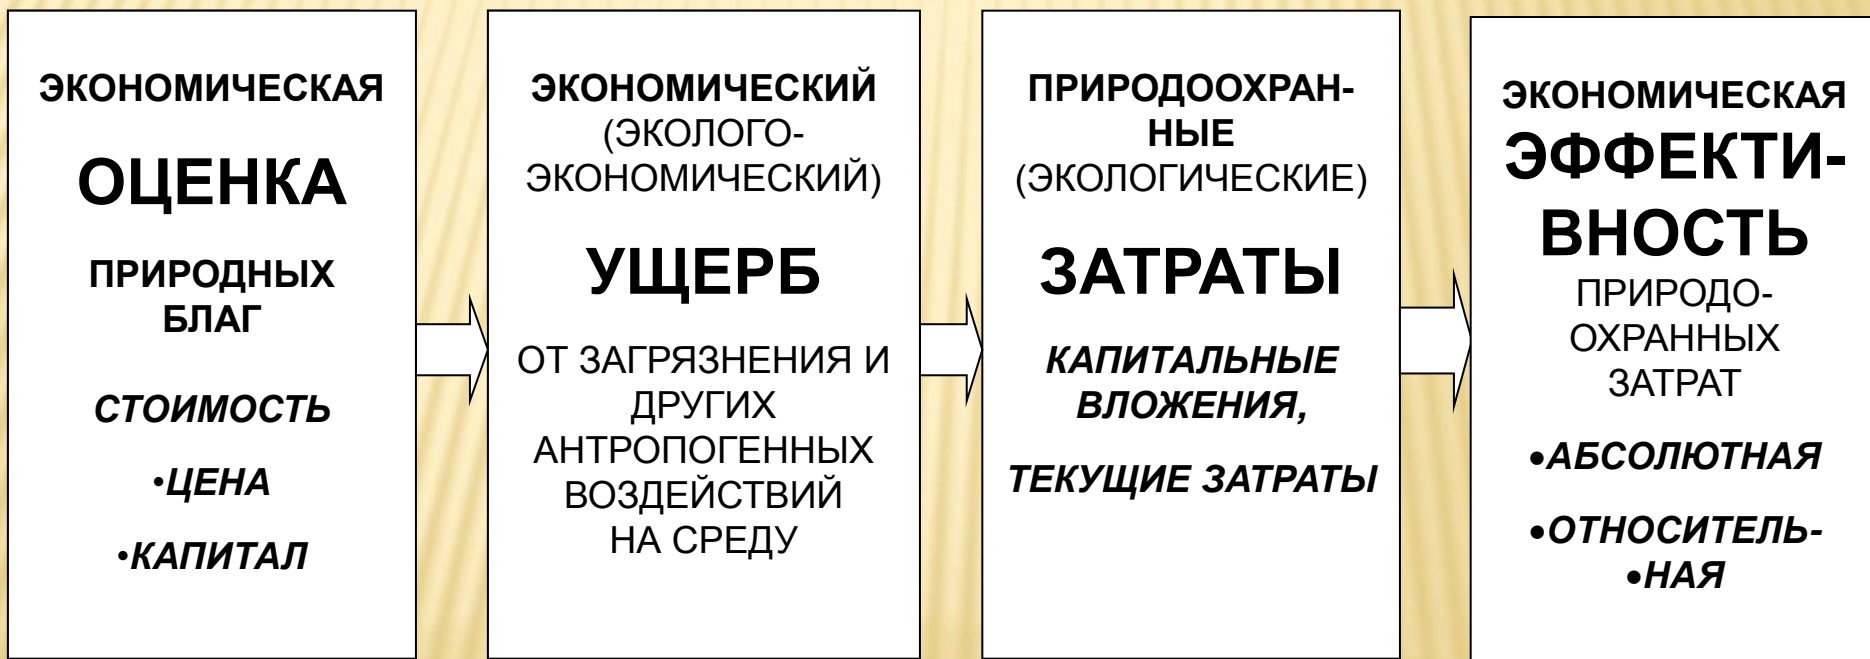 ЭКОНОМИЧЕСКАЯ
ОЦЕНКА
ПРИРОДНЫХ
БЛАГ
СТОИМОСТЬ
•ЦЕНА
•КАПИТАЛ
ЭКОНОМИЧЕСКИЙ
(ЭКОЛОГО-
ЭКОНОМИЧЕСКИЙ)
УЩЕРБ
ОТ ЗАГРЯЗНЕНИЯ И
ДРУГИХ
АНТРОПОГЕННЫХ
ВОЗДЕЙСТВИЙ
НА СРЕДУ
ПРИРОДООХРАН-
НЫЕ
(ЭКОЛОГИЧЕСКИЕ)
ЗАТРАТЫ
КАПИТАЛЬНЫЕ
ВЛОЖЕНИЯ,
ТЕКУЩИЕ ЗАТРАТЫ
ЭКОНОМИЧЕСКАЯ
ЭФФЕКТИ-
ВНОСТЬ
ПРИРОДО-
ОХРАННЫХ
ЗАТРАТ
•АБСОЛЮТНАЯ
•ОТНОСИТЕЛЬ-
•НАЯ